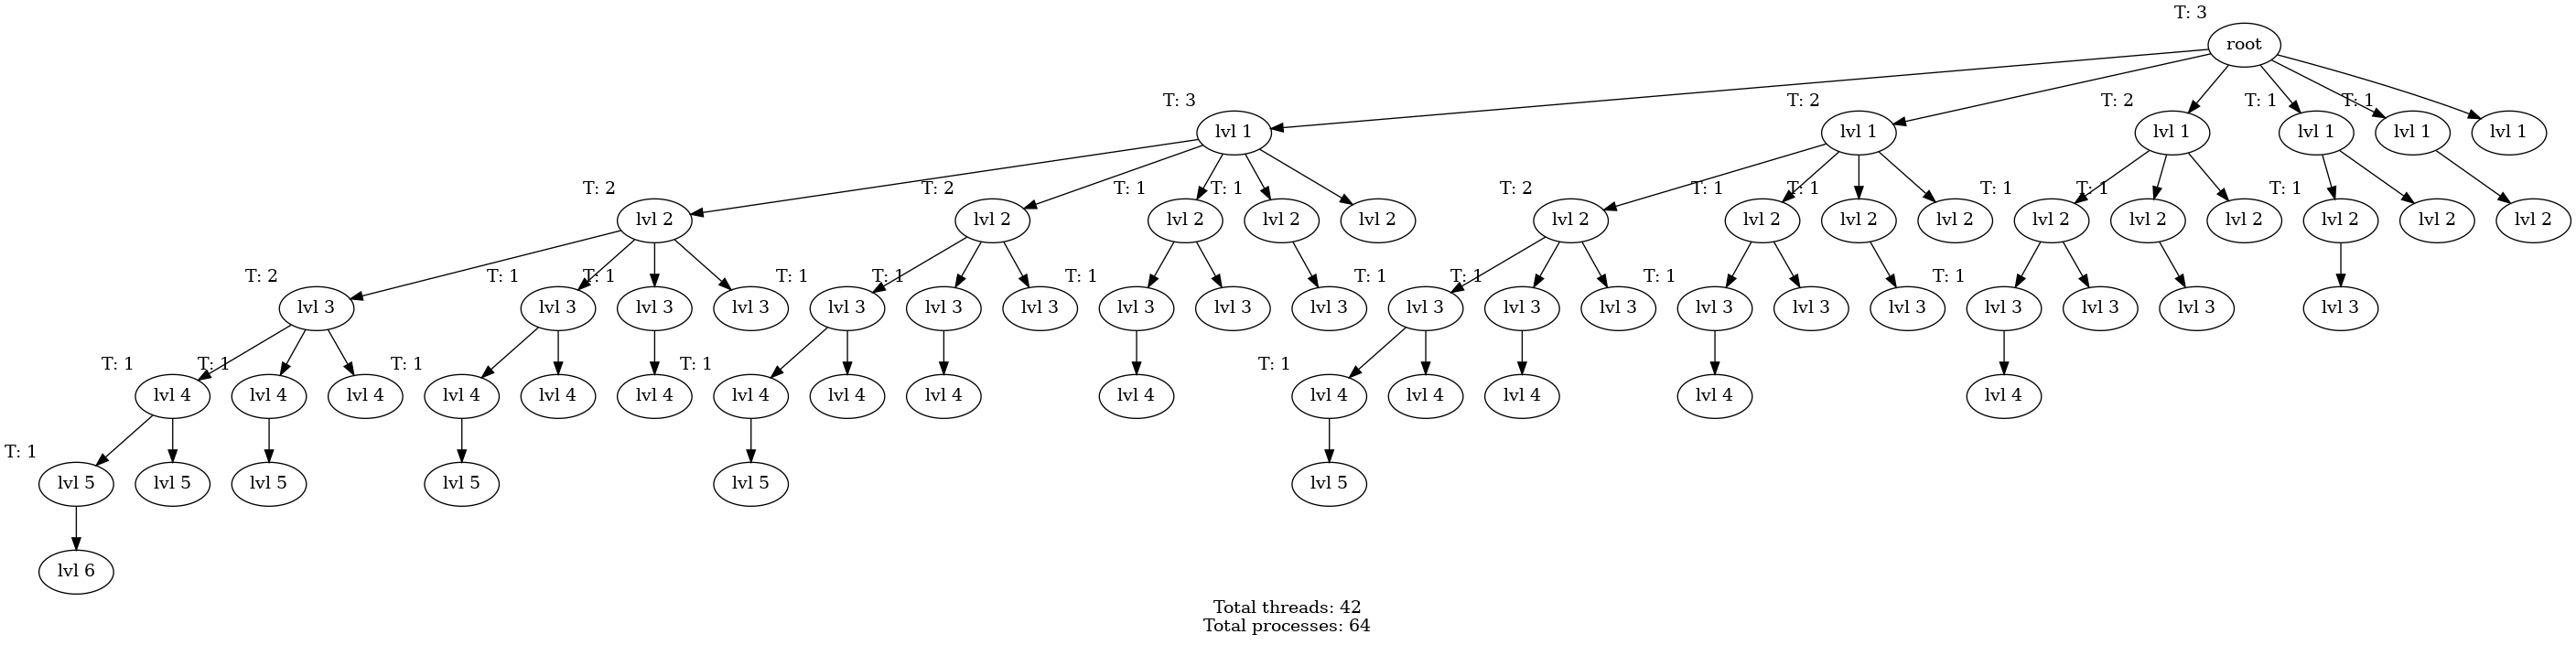 T: 3
root
T: 3 T: 2 T: 2 T: 1 T: 1
lvl 1 lvl 1 lvl 1 lvl 1 lvl 1 lvl 1
T: 2 T: 2 T: 1 T: 1 T: 2 T: 1 T: 1 T: 1 T: 1 T: 1
lvl 2 lvl 2 lvl 2 lvl 2 lvl 2 lvl 2 lvl 2 lvl 2 lvl 2 lvl 2 lvl 2 lvl 2 lvl 2 lvl 2 lvl 2
T: 2 T: 1 T: 1 T: 1 T: 1 T: 1 T: 1 T: 1 T: 1 T: 1
lvl 3 lvl 3 lvl 3 lvl 3 lvl 3 lvl 3 lvl 3 lvl 3 lvl 3 lvl 3 lvl 3 lvl 3 lvl 3 lvl 3 lvl 3 lvl 3 lvl 3 lvl 3 lvl 3 lvl 3
T: 1 T: 1 T: 1 T: 1 T: 1
lvl 4 lvl 4 lvl 4 lvl 4 lvl 4 lvl 4 lvl 4 lvl 4 lvl 4 lvl 4 lvl 4 lvl 4 lvl 4 lvl 4 lvl 4
T: 1
lvl 5 lvl 5 lvl 5 lvl 5 lvl 5 lvl 5
lvl 6
Total threads: 42
Total processes: 64